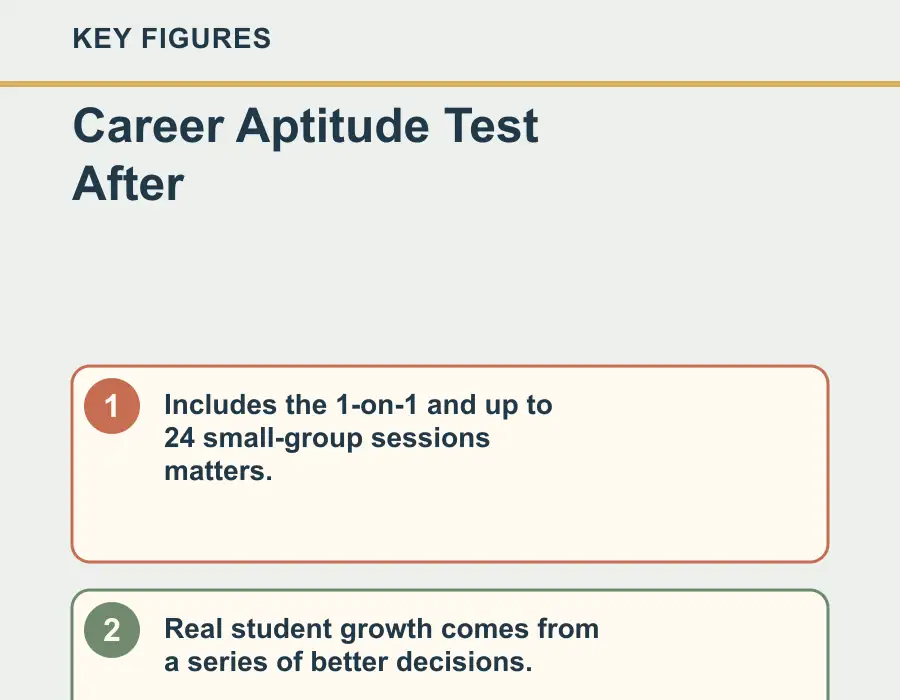 KEY FIGURES
Career Aptitude Test
After
1
Includes the 1-on-1 and up to
24 small-group sessions
matters.
2
Real student growth comes from
a series of better decisions.